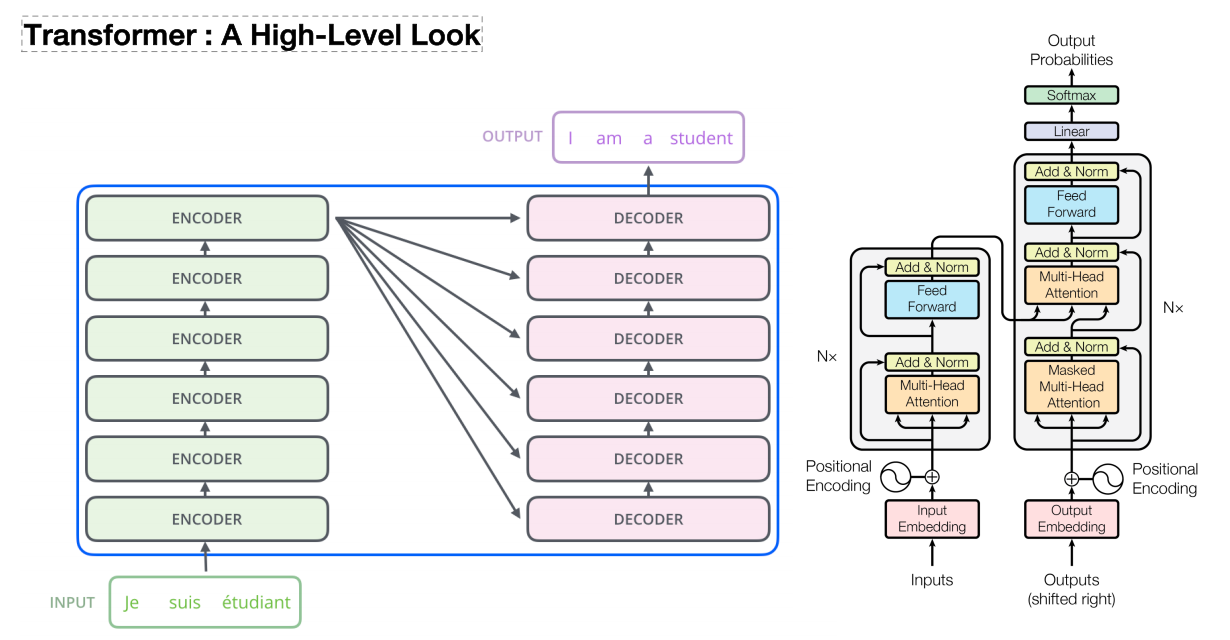 Transformer : A High-Level Look
OUTPUT
I am a student
ENCODER
ENCODER
ENCODER
ENCODER
ENCODER
ENCODER
DECODER
DECODER
DECODER
DECODER
DECODER
DECODER
INPUT
Je suis étudiant
Output
Probabilities
Softmax
Linear
Add & Norm
Feed
Forward
Add & Norm
Multi-Head
Attention
Add & Norm
Masked
Multi-Head
Attention
N×
Add & Norm
Feed
Forward
N×
Add & Norm
Multi-Head
Attention
Positional
Encoding
Positional
Encoding
Input
Embedding
Output
Embedding
Inputs
Outputs
(shifted right)